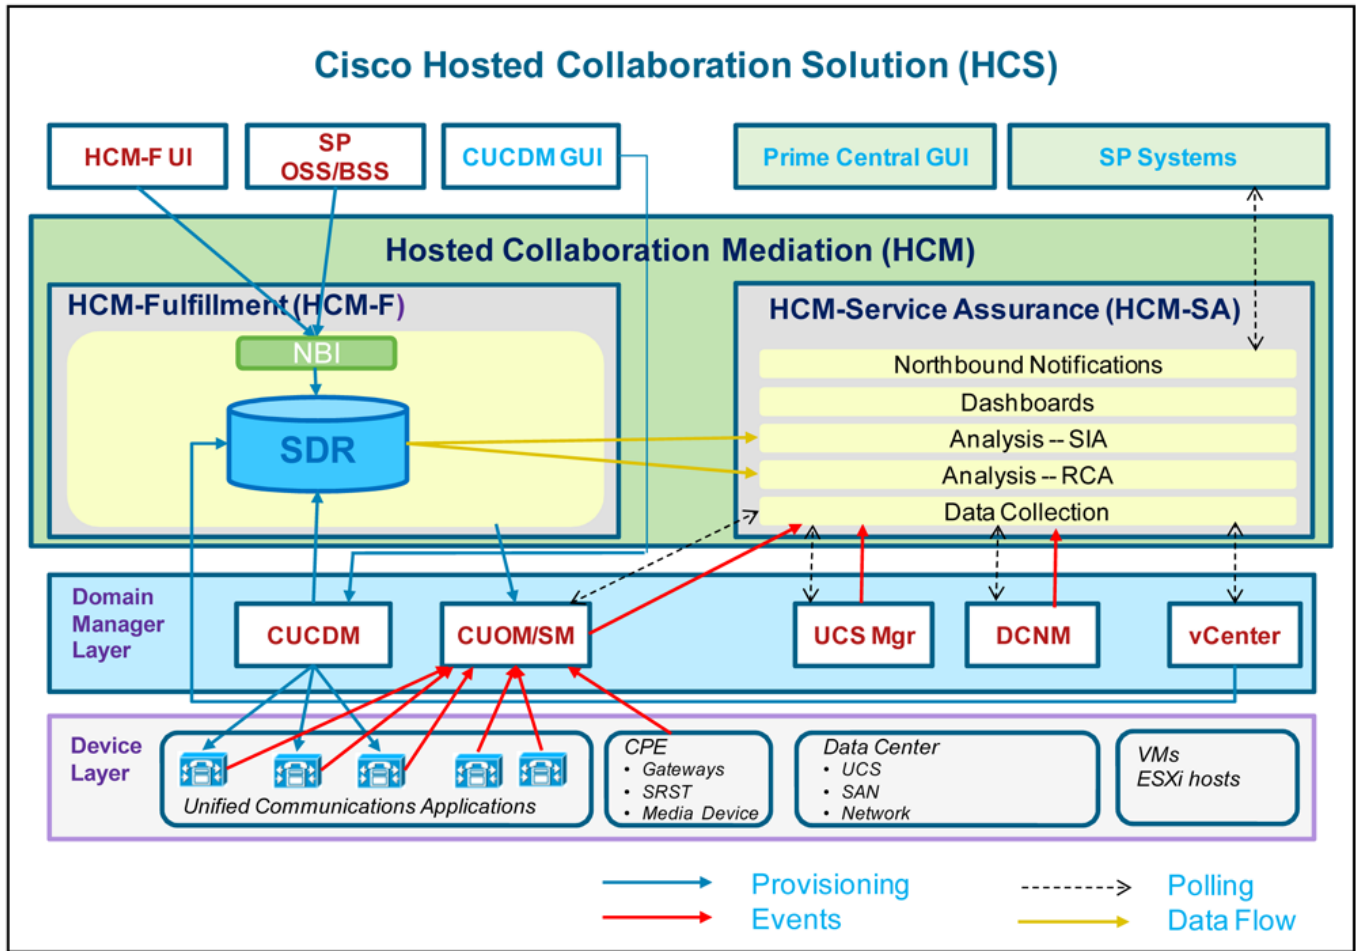 Cisco Hosted Collaboration Solution (HCS)
HCM-F UI
SP
OSS/BSS
CUCDM GUI
Prime Central GUI
SP Systems
Hosted Collaboration Mediation (HCM)
HCM-Fulfillment (HCM-F)
NBI
SDR
HCM-Service Assurance (HCM-SA)
Northbound Notifications
Dashboards
Analysis -- SIA
Analysis -- RCA
Data Collection
Domain
Manager
Layer
CUCDM
CUOM/SM
UCS Mgr
DCNM
vCenter
Device
Layer
Unified Communications Applications
CPE
• Gateways
• SRST
• Media Device
Data Center
• UCS
• SAN
• Network
VMs
ESXi hosts
Provisioning
Polling
Events
Data Flow